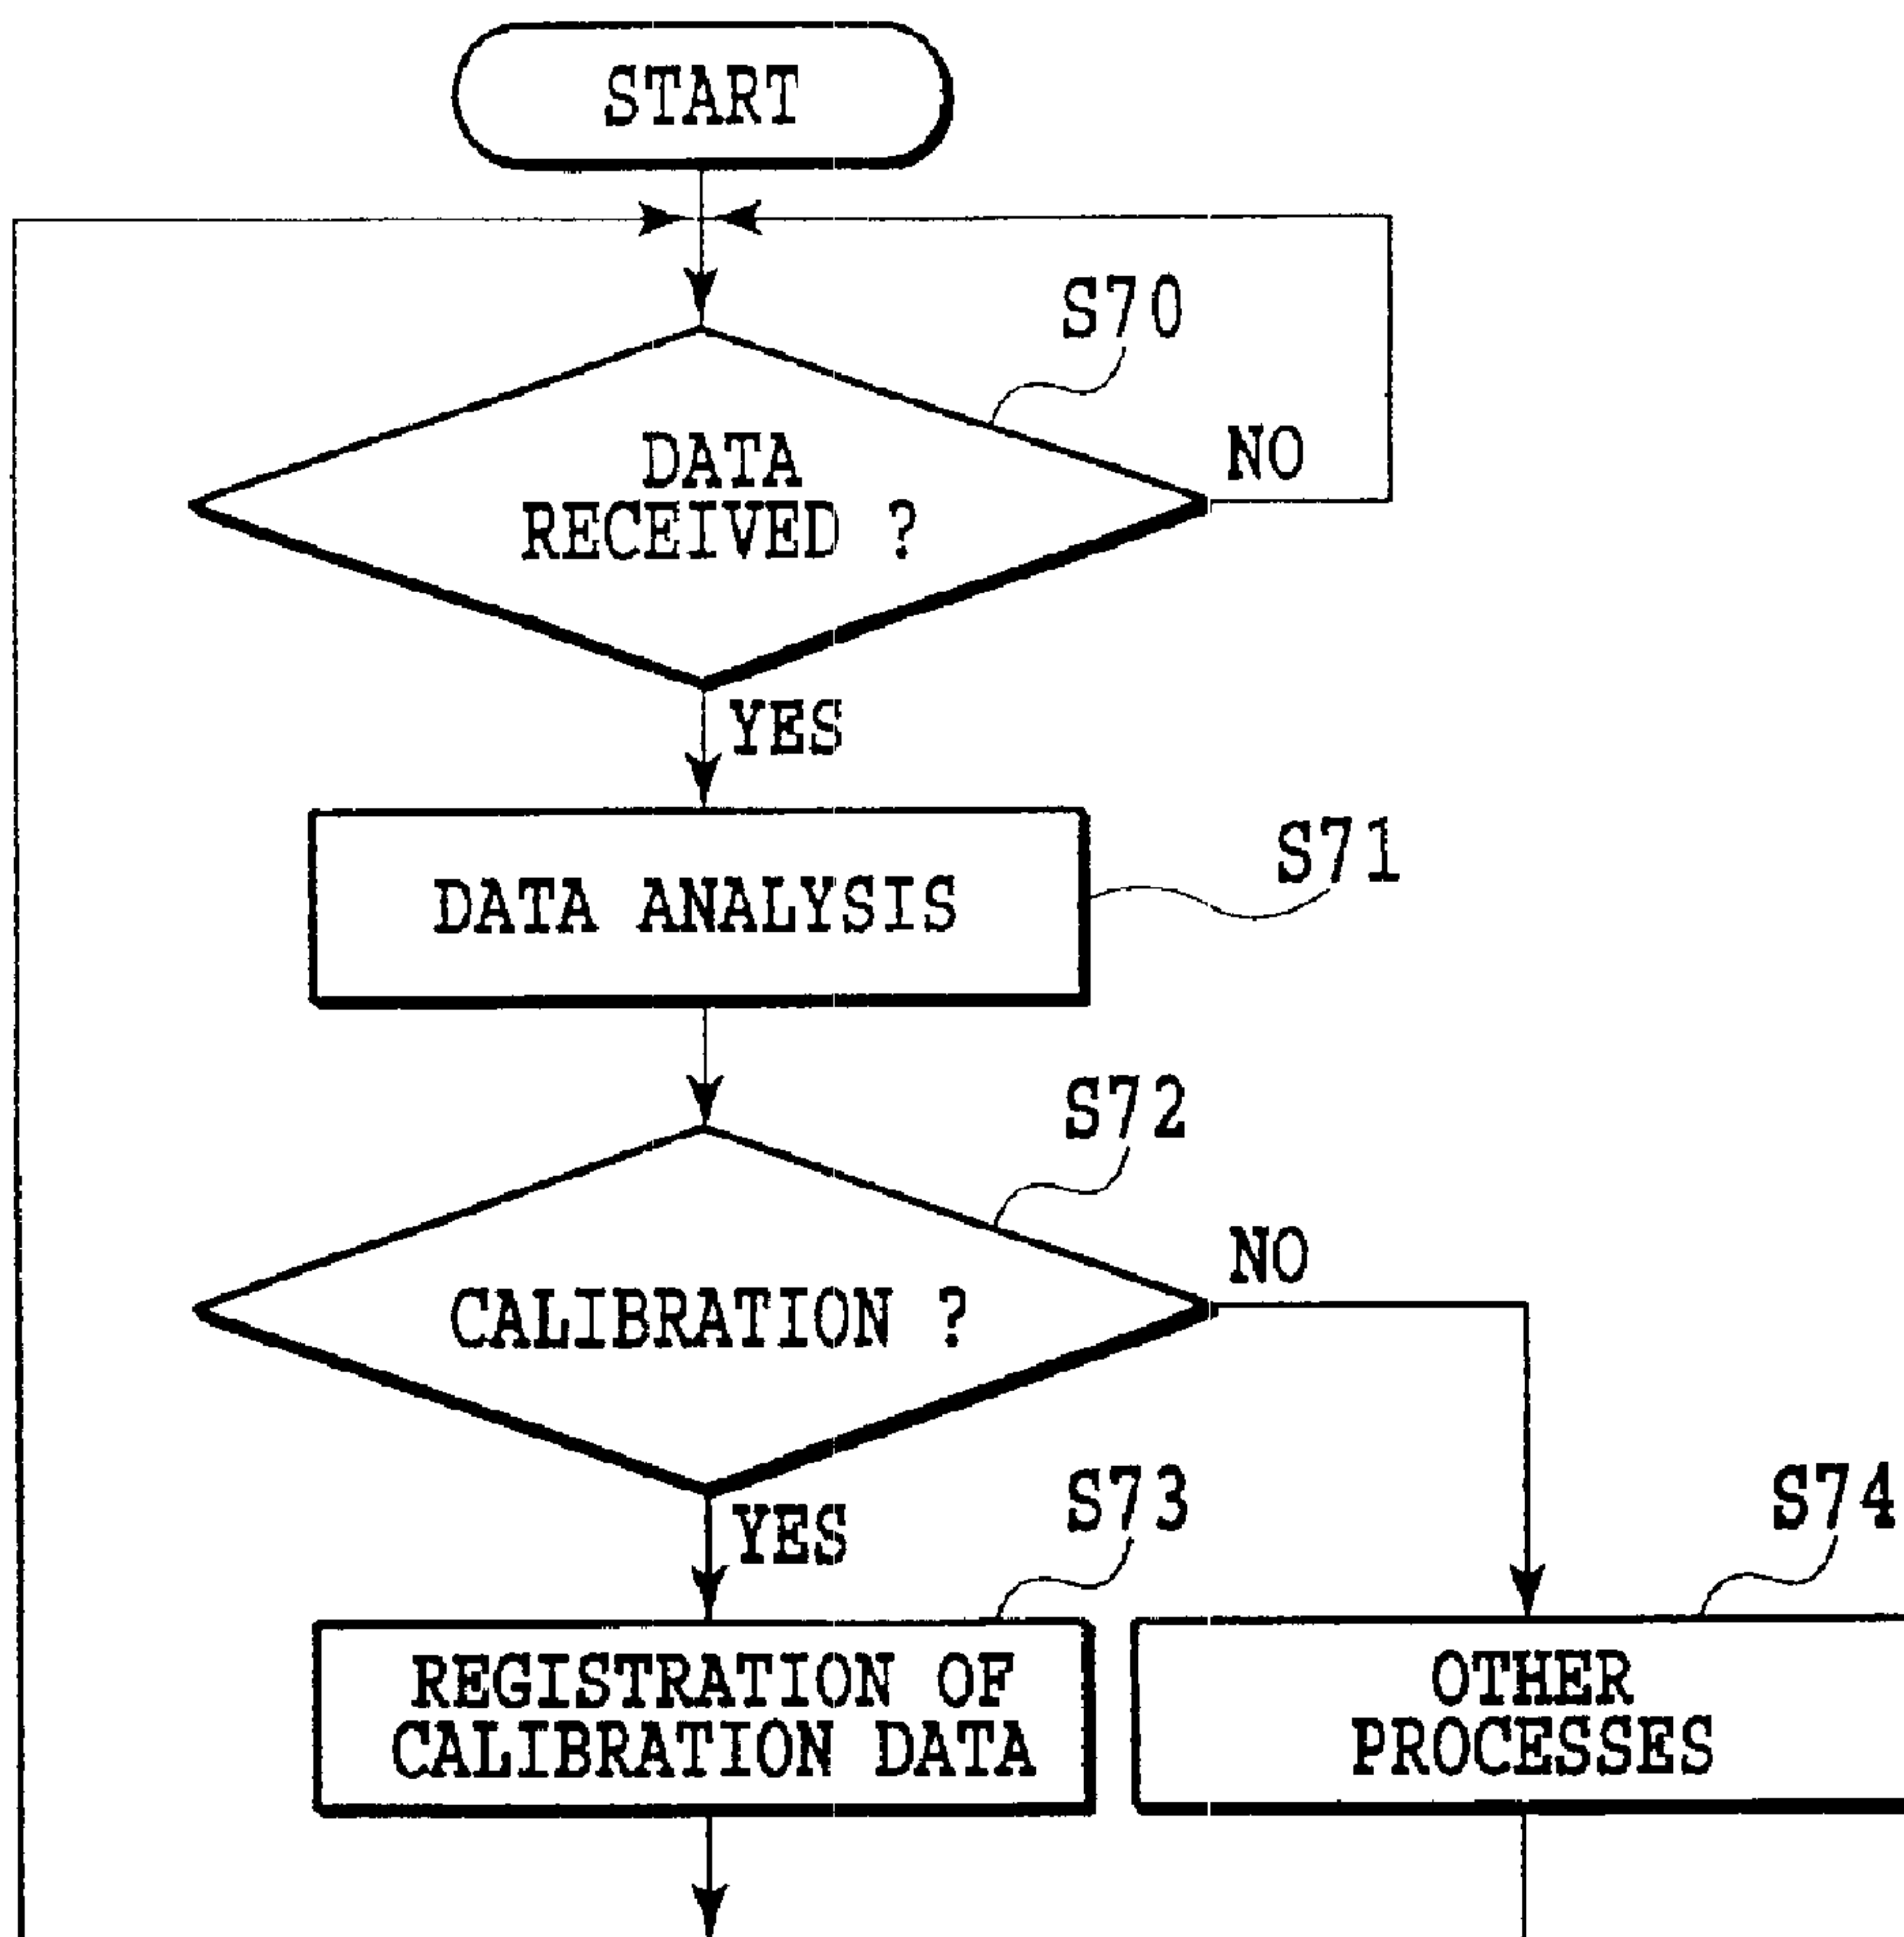 START
S70
DATA
RECEIVED ?
NO
YES
S71
DATA ANALYSIS
S72
CALIBRATION ?
NO
YES
S73
S74
REGISTRATION OF
CALIBRATION DATA
OTHER
PROCESSES